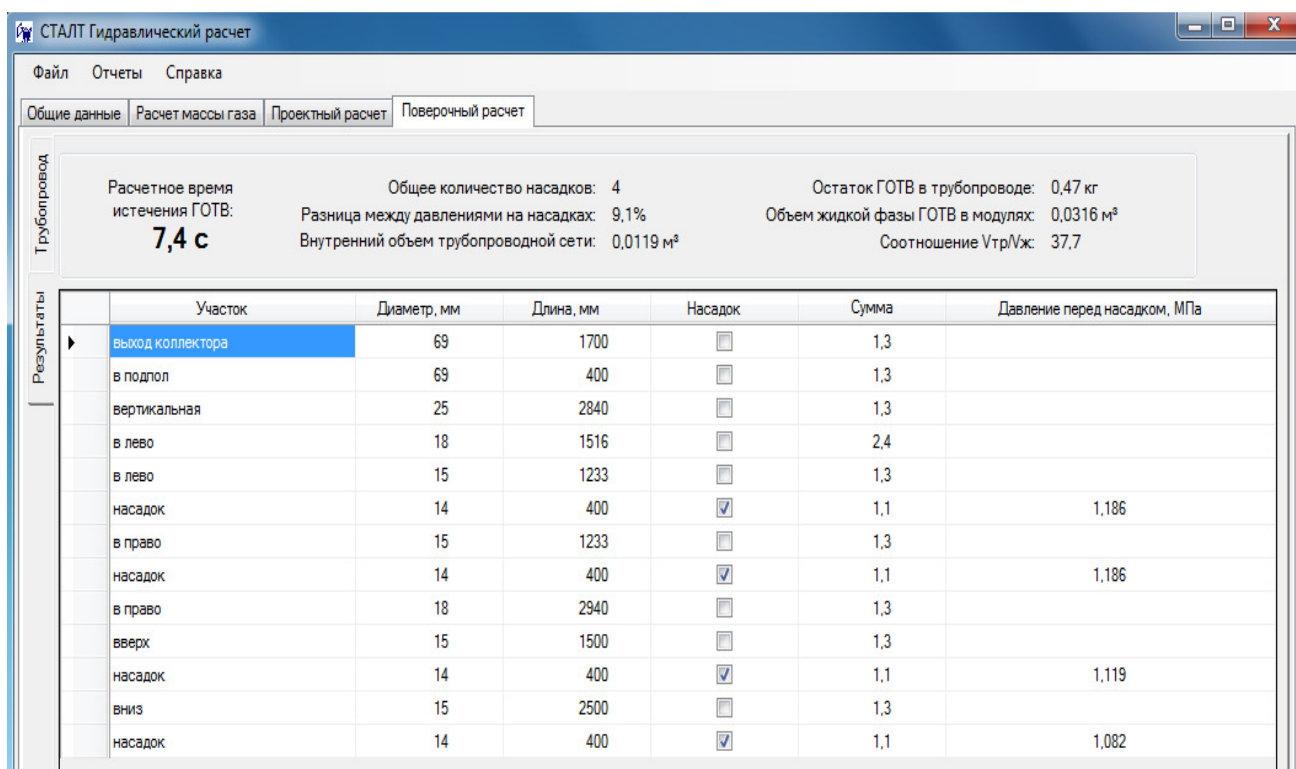 СТАЛТ Гидравлический расчет
Файл Отчеты Справка
Общие данные Расчет массы газа Проектный расчет Поверочный расчет
Трубопровод
Результаты
Расчетное время
истечения ГОТВ:
7,4 с
Общее количество насадков: 4
Разница между давлениями на насадках: 9,1%
Внутренний объем трубопроводной сети: 0,0119 м³
Остаток ГОТВ в трубопроводе: 0,47 кг
Объем жидкой фазы ГОТВ в модулях: 0,0316 м³
Соотношение Vтр/Vж: 37,7
Участок Диаметр, мм Длина, мм Насадок Сумма Давление перед насадком, МПа
выход коллектора 69 1700 1,3
в подпол 69 400 1,3
вертикальная 25 2840 1,3
в лево 18 1516 2,4
в лево 15 1233 1,3
насадок 14 400 1,1 1,186
в право 15 1233 1,3
насадок 14 400 1,1 1,186
в право 18 2940 1,3
вверх 15 1500 1,3
насадок 14 400 1,1 1,119
вниз 15 2500 1,3
насадок 14 400 1,1 1,082